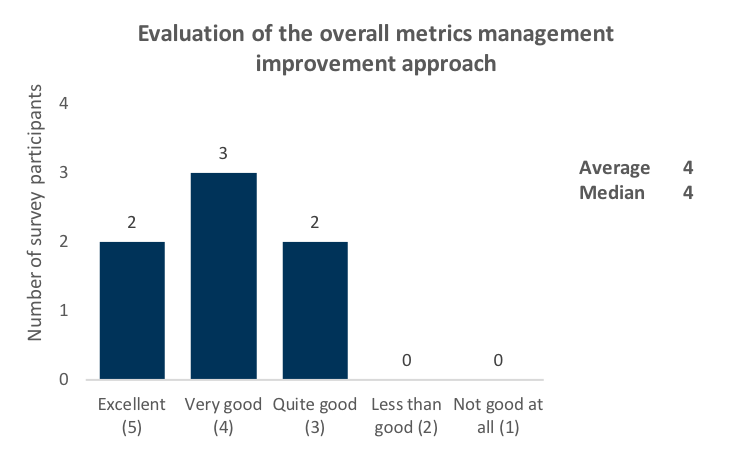 Evaluation of the overall metrics management
improvement approach
Number of survey participants
4
3
2
1
0
2
3
2
0
0
Excellent
(5)
Very good
(4)
Quite good
(3)
Less than
good (2)
Not good at
all (1)
Average 4
Median 4